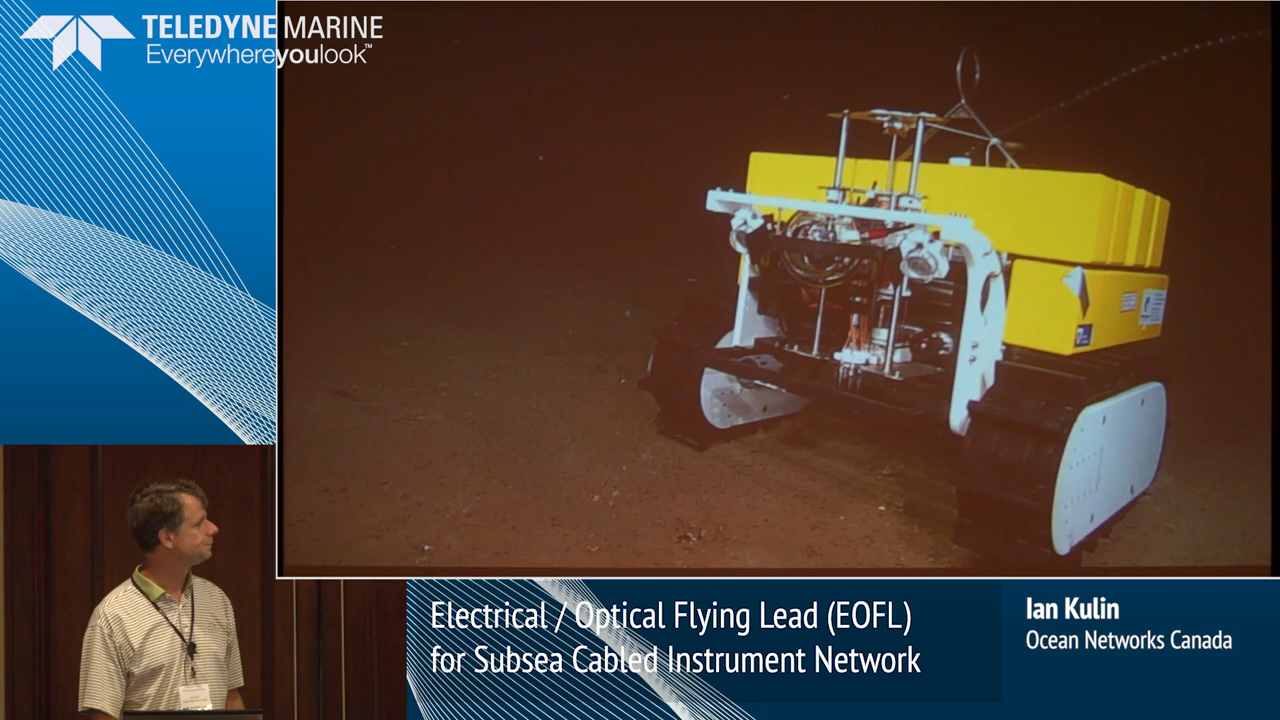 TELEDYNE MARINE
Everywhereyoulook™
Electrical / Optical Flying Lead (EOFL)
for Subsea Cabled Instrument Network
Ian Kulin
Ocean Networks Canada